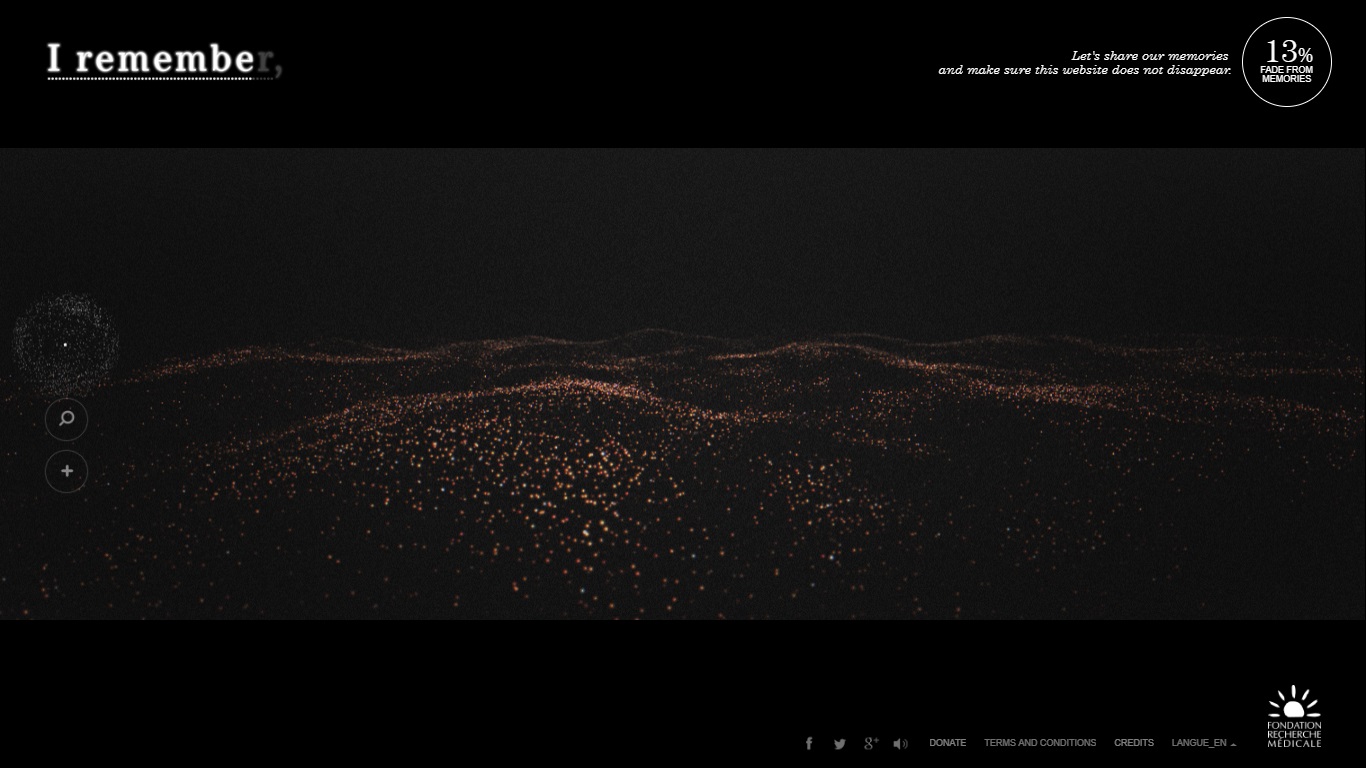 I remember,
Let's share our memories
and make sure this website does not disappear.
13%
FADE FROM
MEMORIES
DONATE
TERMS AND CONDITIONS
CREDITS
LANGUE_EN
FONDATION
RECHERCHE
MÉDICALE